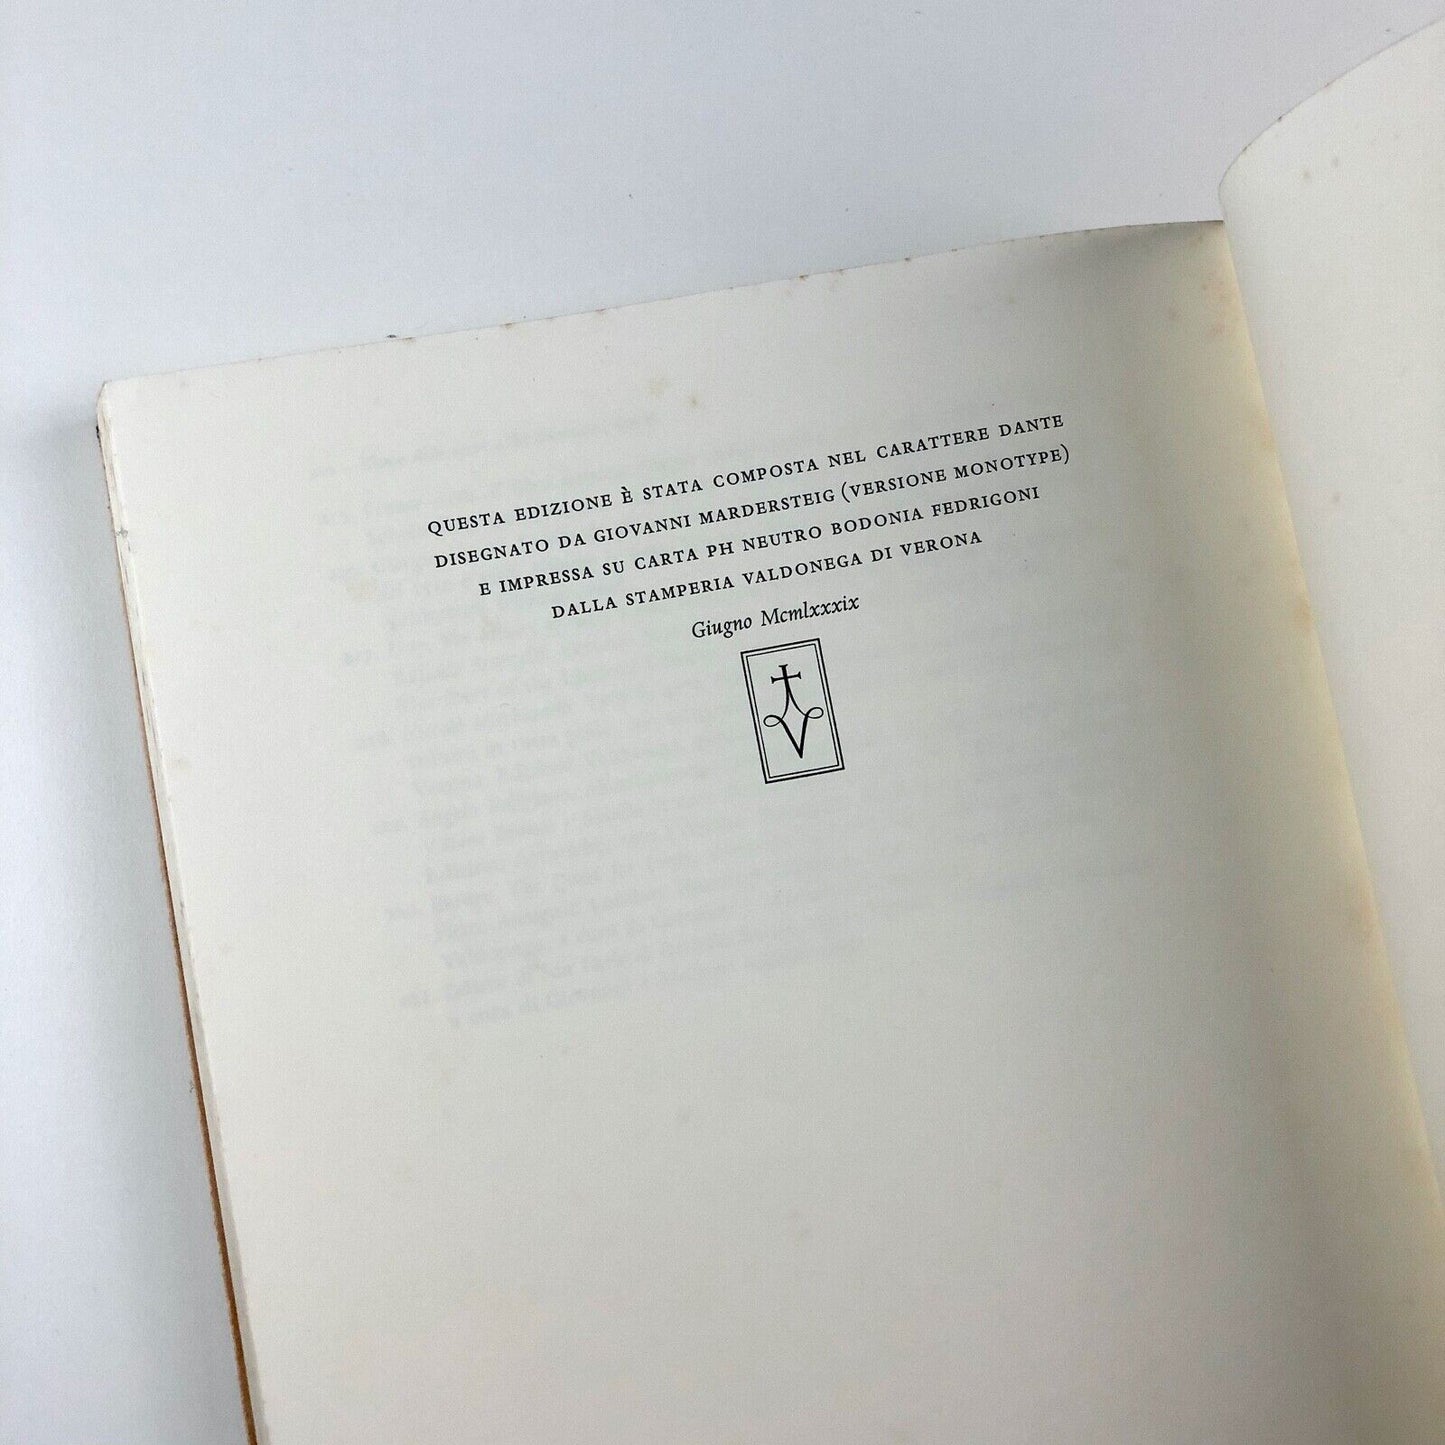 QUESTA EDIZIONE È STATA COMPOSTA NEL CARATTERE DANTE
DISEGNATO DA GIOVANNI MARDERSTEIG (VERSIONE MONOTYPE)
E IMPRESSA SU CARTA PH NEUTRO BODONIA FEDRIGONI
DALLA STAMPERIA VALDONEGA DI VERONA
Giugno Mcmlxxxix